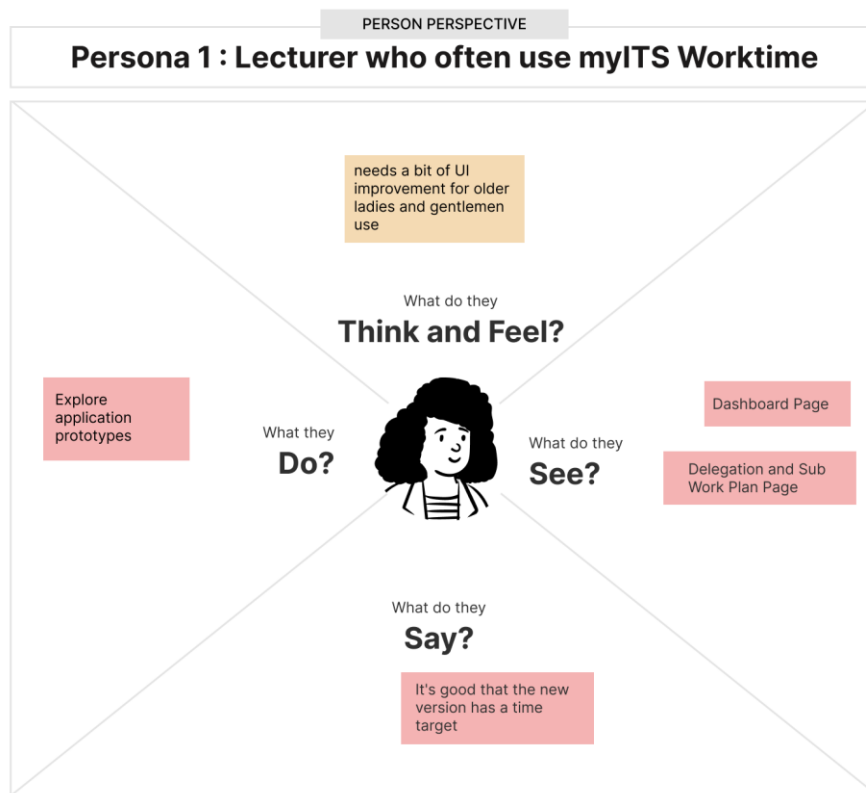 PERSON PERSPECTIVE
Persona 1 : Lecturer who often use myITS Worktime
needs a bit of UI
improvement for older
ladies and gentlemen
use
What do they
Think and Feel?
Explore
application
prototypes
What they
Do?
What do they
See?
Dashboard Page
Delegation and Sub
Work Plan Page
What do they
Say?
It's good that the new
version has a time
target